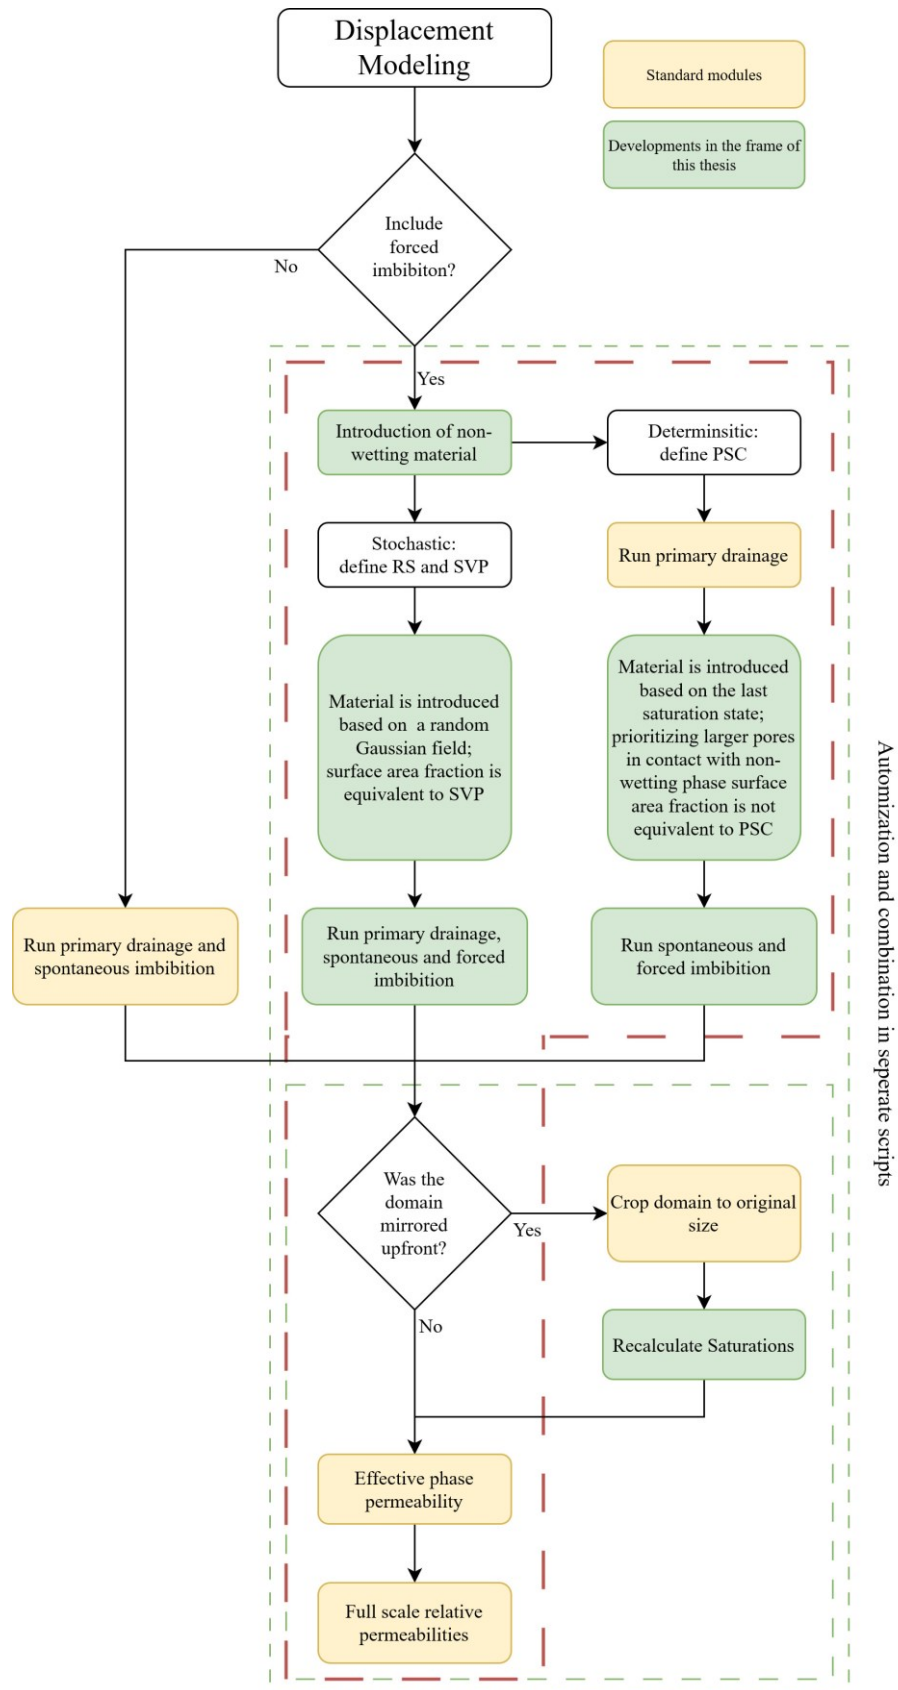 Displacement
Modeling
Standard modules
Developments in the frame of
this thesis
Include
forced
imbibiton?
No
Yes
Introduction of non-
wetting material
Determinsitic:
define PSC
Stochastic:
define RS and SVP
Run primary drainage
Material is introduced
based on a random
Gaussian field;
surface area fraction is
equivalent to SVP
Material is introduced
based on the last
saturation state;
prioritizing larger pores
in contact with non-
wetting phase surface
area fraction is not
equivalent to PSC
Automization and combination in seperate scripts
Run primary drainage and
spontaneous imbibition
Run primary drainage,
spontaneous and forced
imbibition
Run spontaneous and
forced imbibition
Was the
domain
mirrored
upfront?
Yes
Crop domain to original
size
No
Recalculate Saturations
Effective phase
permeability
Full scale relative
permeabilities